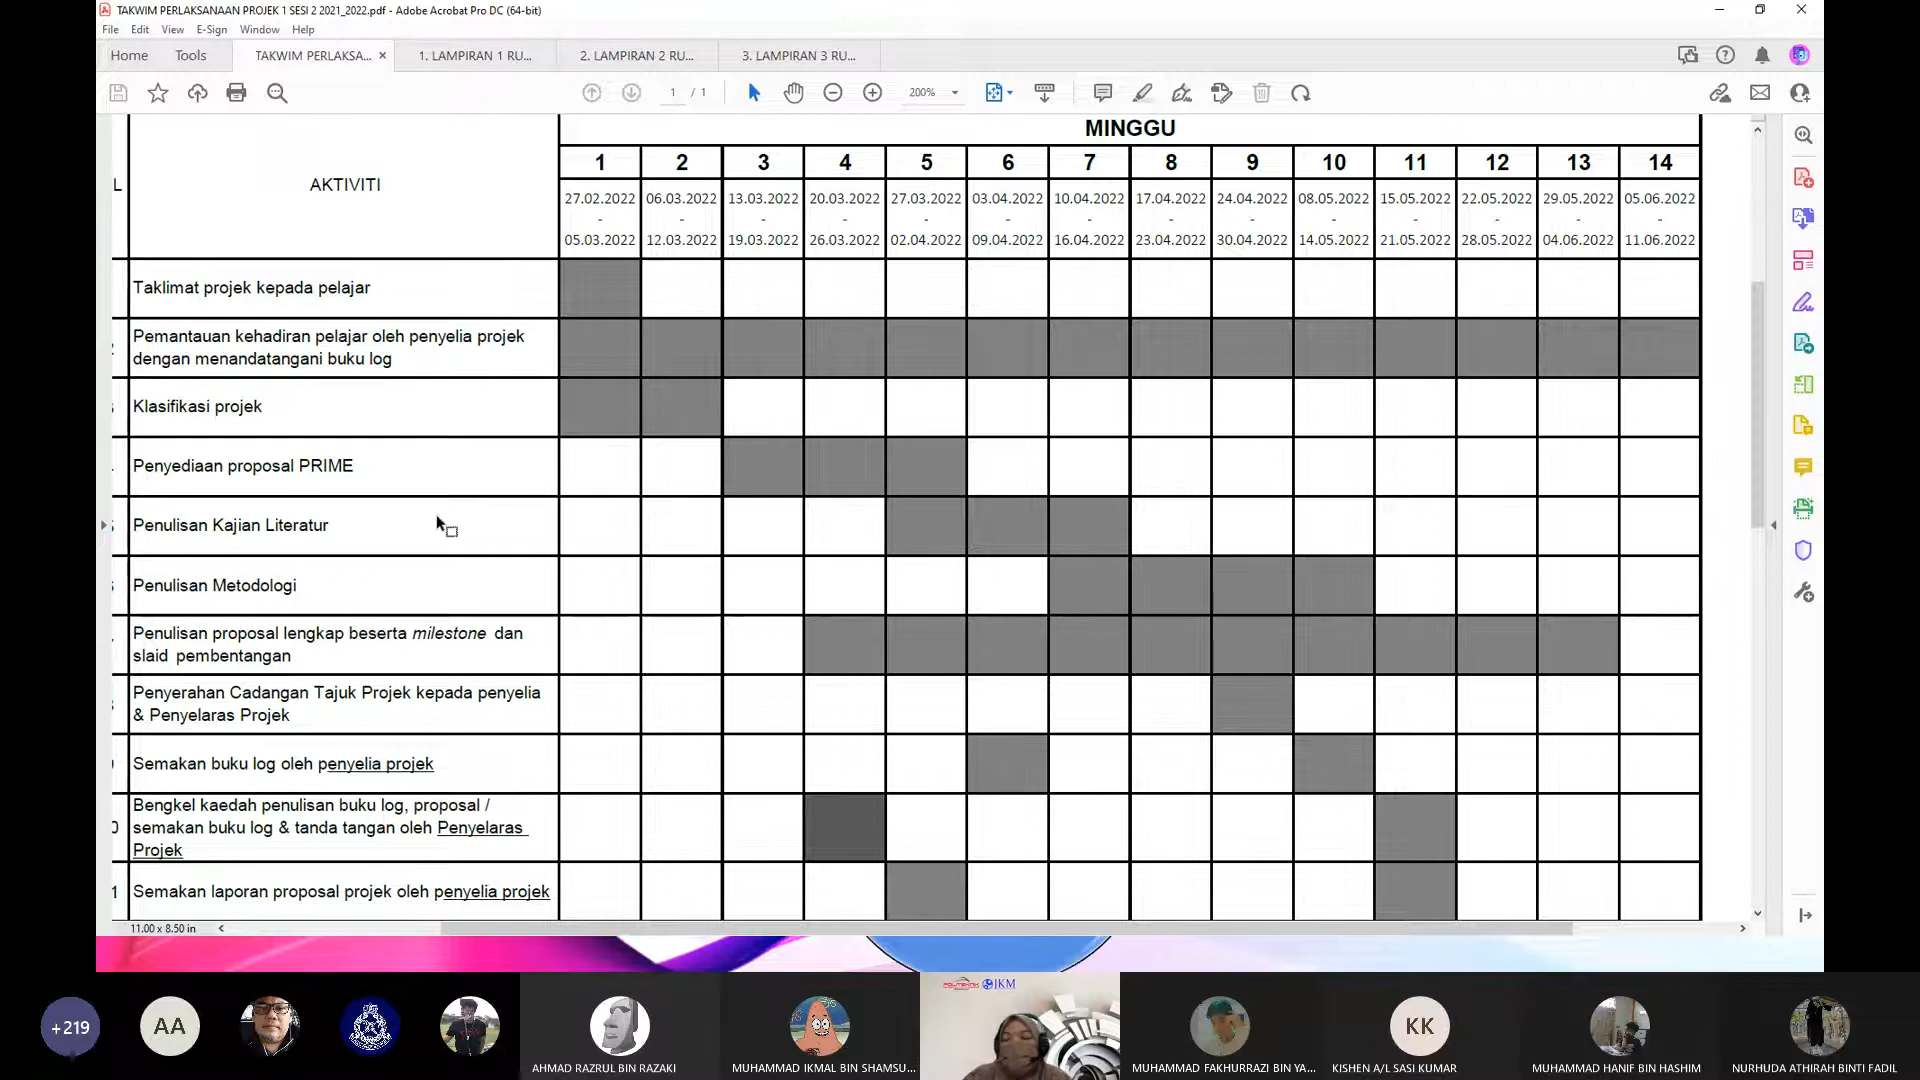 TAKWIM PERLAKSANAAN PROJEK 1 SESI 2 2021_2022.pdf - Adobe Acrobat Pro DC (64-bit)
File Edit View E-Sign Window Help
Home Tools TAKWIM PERLAKSA... × 1. LAMPIRAN 1 RU... 2. LAMPIRAN 2 RU... 3. LAMPIRAN 3 RU...
1 / 1 200%
MINGGU
L AKTIVITI 1 2 3 4 5 6 7 8 9 10 11 12 13 14
27.02.2022 06.03.2022 13.03.2022 20.03.2022 27.03.2022 03.04.2022 10.04.2022 17.04.2022 24.04.2022 08.05.2022 15.05.2022 22.05.2022 29.05.2022 05.06.2022
- - - - - - - - - - - - - -
05.03.2022 12.03.2022 19.03.2022 26.03.2022 02.04.2022 09.04.2022 16.04.2022 23.04.2022 30.04.2022 14.05.2022 21.05.2022 28.05.2022 04.06.2022 11.06.2022
Taklimat projek kepada pelajar
Pemantauan kehadiran pelajar oleh penyelia projek
dengan menandatangani buku log
Klasifikasi projek
Penyediaan proposal PRIME
Penulisan Kajian Literatur
Penulisan Metodologi
Penulisan proposal lengkap beserta milestone dan
slaid pembentangan
Penyerahan Cadangan Tajuk Projek kepada penyelia
& Penyelaras Projek
Semakan buku log oleh penyelia projek
Bengkel kaedah penulisan buku log, proposal /
0 semakan buku log & tanda tangan oleh Penyelaras
Projek
1 Semakan laporan proposal projek oleh penyelia projek
11.00 x 8.50 in
POLITEKNIK JKM
+219 AA KK
AHMAD RAZRUL BIN RAZAKI MUHAMMAD IKMAL BIN SHAMSU... MUHAMMAD FAKHURRAZI BIN YA... KISHEN A/L SASI KUMAR MUHAMMAD HANIF BIN HASHIM NURHUDA ATHIRAH BINTI FADIL